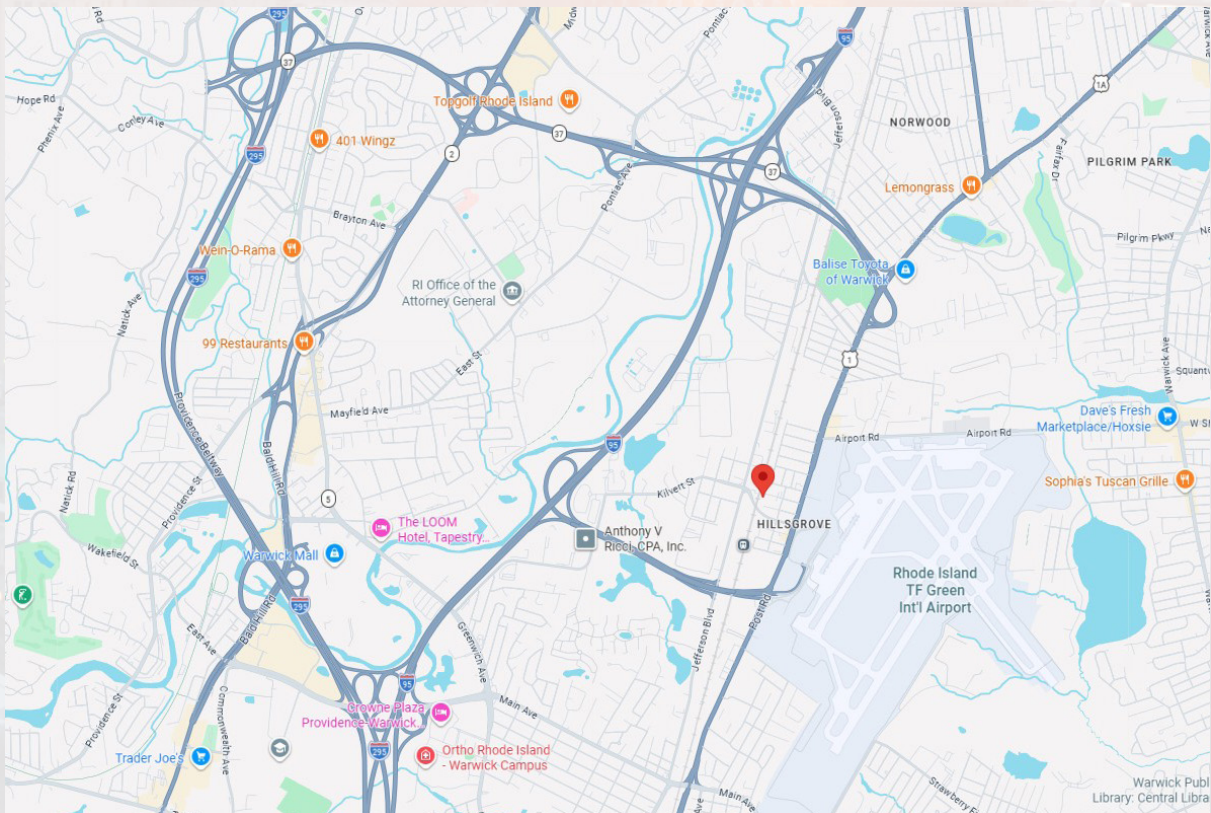 295
37
Hope Rd
Phenix Ave
Corley Ave
401 Wingz
295
2
Topgolf Rhode Island
37
Pontiac Ave
Pontiac
95
Jefferson Blvd
NORWOOD
1A
Fairfax Dr
PILGRIM PARK
37
Lemongrass
Pilgrim Pkwy
Brayton Ave
Wein-O-Rama
295
Natick Ave
RI Office of the
Attorney General
Balise Toyota
of Warwick
99 Restaurants
East St
1
Warwick Ave
Mayfield Ave
Providence Beltway
Bald Hill Rd
95
Airport Rd
Airport Rd
Dave's Fresh
Marketplace/Hoxsie
Natick Rd
Providence St
5
Kilvert St
Sophia's Tuscan Grille
The LOOM
Hotel, Tapestry...
HILLSGROVE
Anthony V
Ricci, CPA, Inc.
Wakefield St
Warwick Mall
Rhode Island
TF Green
Int'l Airport
295
East Ave
Bald Hill Rd
Greenwich Ave
Jefferson Blvd
Post Rd
95
Providence St
Commonwealth Ave
Crowne Plaza
Providence-Warwick...
Main Ave
295
Trader Joe's
Ortho Rhode Island
- Warwick Campus
Main Ave
Strawberry F
Warwick Publ
Library: Central Libra